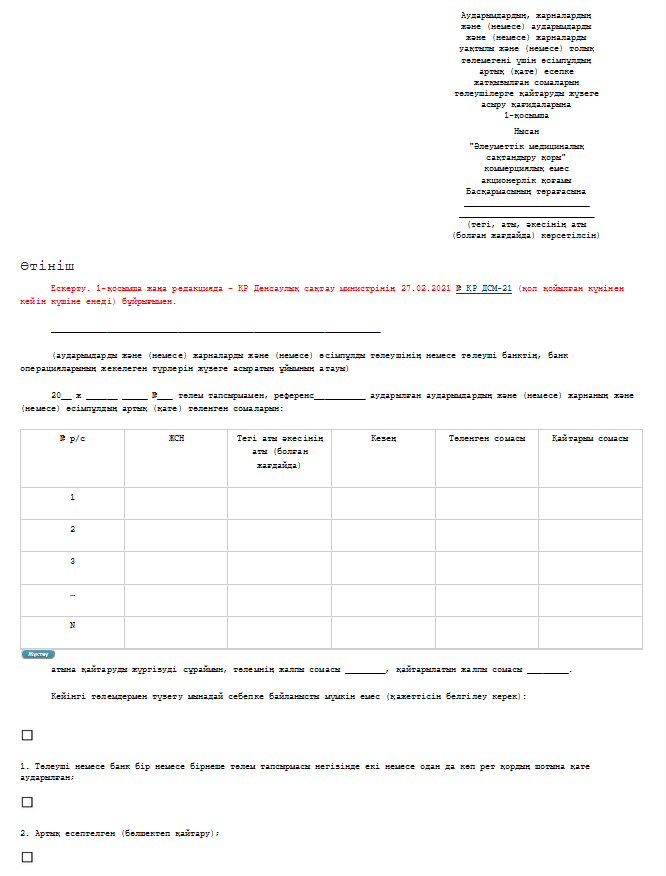 Аударымдардың, жарналардың
және (немесе) аударымдарды
және (немесе) жарналарды
уақтылы және (немесе) толық
төлемегені үшін өсімпұлдың
артық (қате) есепке
жатқызылған сомаларын
төлеушілерге қайтаруды жүзеге
асыру қағидаларына
1-қосымша
Нысан
"Әлеуметтік медициналық
сақтандыру қоры"
коммерциялық емес
акционерлік қоғамы
Басқармасының төрағасына
__________________________
____________________________
(тегі, аты, әкесінің аты
(болған жағдайда) көрсетілсін)
Өтініш
Ескерту. 1-қосымша жаңа редакцияда – ҚР Денсаулық сақтау министрінің 27.02.2021 № ҚР ДСМ-21 (қол қойылған күнінен
кейін күшіне енеді) бұйрығымен.
____________________________________________________________________
(аударымдарды және (немесе) жарналарды және (немесе) өсімпұлды төлеушінің немесе төлеуші банктің, банк
операцияларының жекелеген түрлерін жүзеге асыратын ұйымның атауы)
20__ ж ______ _____ №___ төлем тапсырмамен, референс__________ аударылған аударымдардың және (немесе) жарнаның және
(немесе) өсімпұлдың артық (қате) төленген сомаларын:
№ р/с ЖСН Тегі аты әкесінің Кезең Төленген сомасы Қайтарым сомасы
аты (болған
жағдайда)
1
2
3
…
N
Жүктеу
атына қайтаруды жүргізуді сұраймын, төлемнің жалпы сомасы ________, қайтарылатын жалпы сомасы ________.
Кейінгі төлемдермен түзету мынадай себепке байланысты мүмкін емес (қажеттісін белгілеу керек):
☐
1. Төлеуші немесе банк бір немесе бірнеше төлем тапсырмасы негізінде екі немесе одан да көп рет қордың шотына қате
аударылған;
☐
2. Артық есептелген (бөлшектеп қайтару);
☐